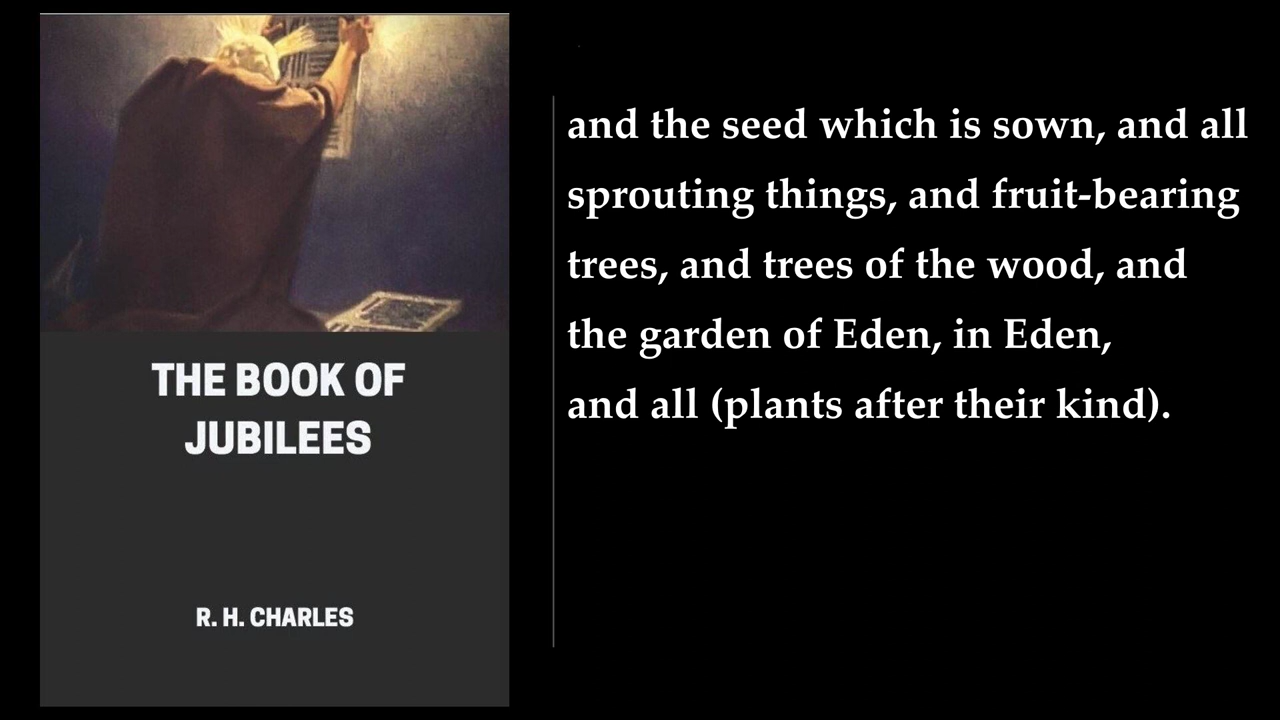 THE BOOK OF
JUBILEES
R. H. CHARLES
and the seed which is sown, and all
sprouting things, and fruit-bearing
trees, and trees of the wood, and
the garden of Eden, in Eden,
and all (plants after their kind).